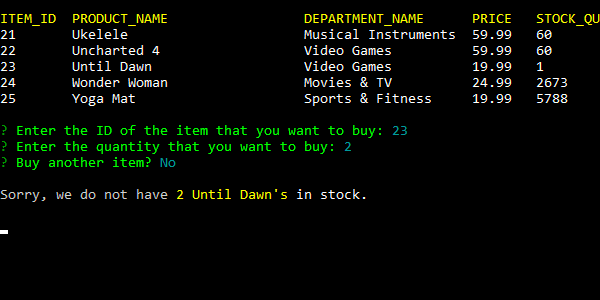 ITEM_ID PRODUCT_NAME DEPARTMENT_NAME PRICE STOCK_QU
21 Ukelele Musical Instruments 59.99 60
22 Uncharted 4 Video Games 59.99 60
23 Until Dawn Video Games 19.99 1
24 Wonder Woman Movies & TV 24.99 2673
25 Yoga Mat Sports & Fitness 19.99 5788
? Enter the ID of the item that you want to buy: 23
? Enter the quantity that you want to buy: 2
? Buy another item? No
Sorry, we do not have 2 Until Dawn's in stock.